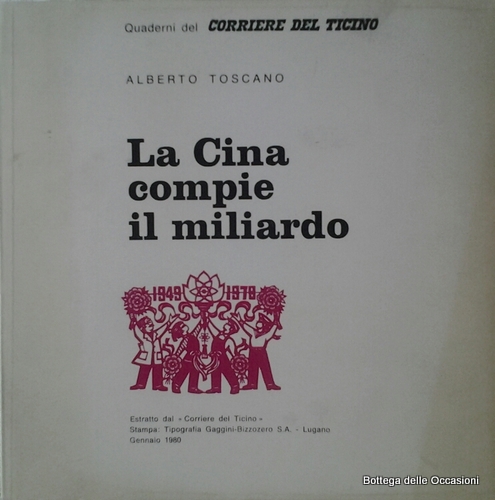 Quaderni del CORRIERE DEL TICINO
ALBERTO TOSCANO
La Cina
compie
il miliardo
1949 1979
Estratto dal « Corriere del Ticino »
Stampa: Tipografia Gaggini-Bizzozero S.A. - Lugano
Gennaio 1980
Bottega delle Occasioni